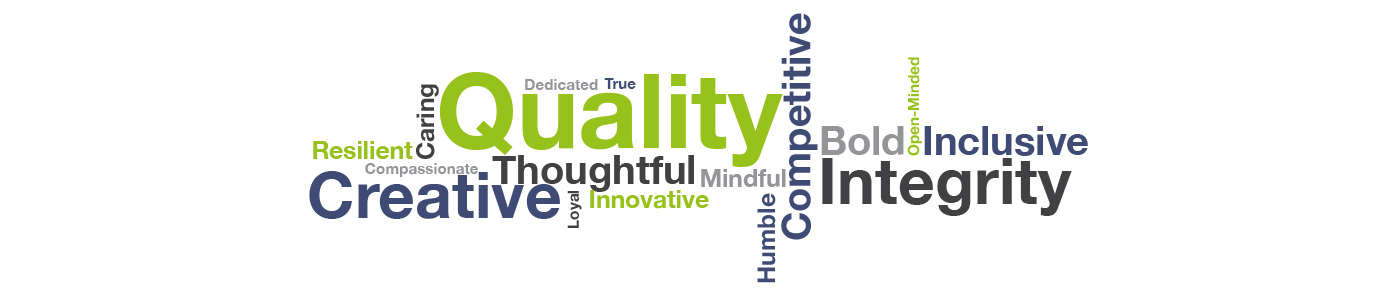 Quality
Dedicated
True
Caring
Competitive
Open-Minded
Resilient
Bold
Inclusive
Compassionate
Thoughtful
Mindful
Integrity
Creative
Loyal
Innovative
Humble